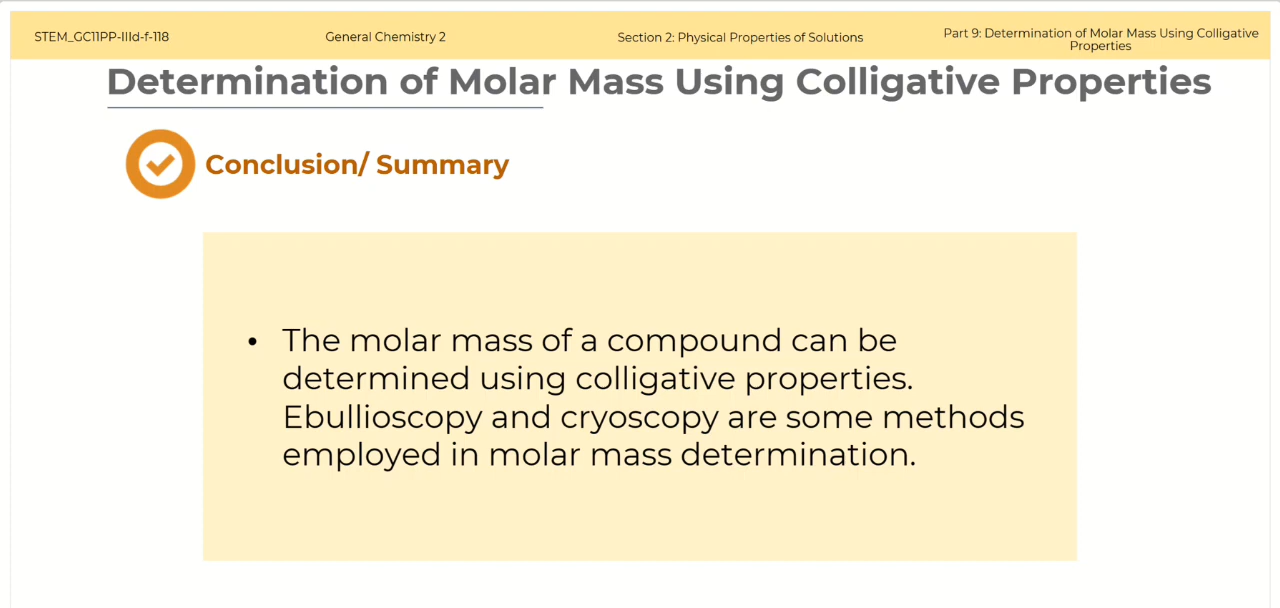 STEM_GC11PP-IIId-f-118
General Chemistry 2
Section 2: Physical Properties of Solutions
Part 9: Determination of Molar Mass Using Colligative
Properties
Determination of Molar Mass Using Colligative Properties
Conclusion/ Summary
• The molar mass of a compound can be
determined using colligative properties.
Ebullioscopy and cryoscopy are some methods
employed in molar mass determination.